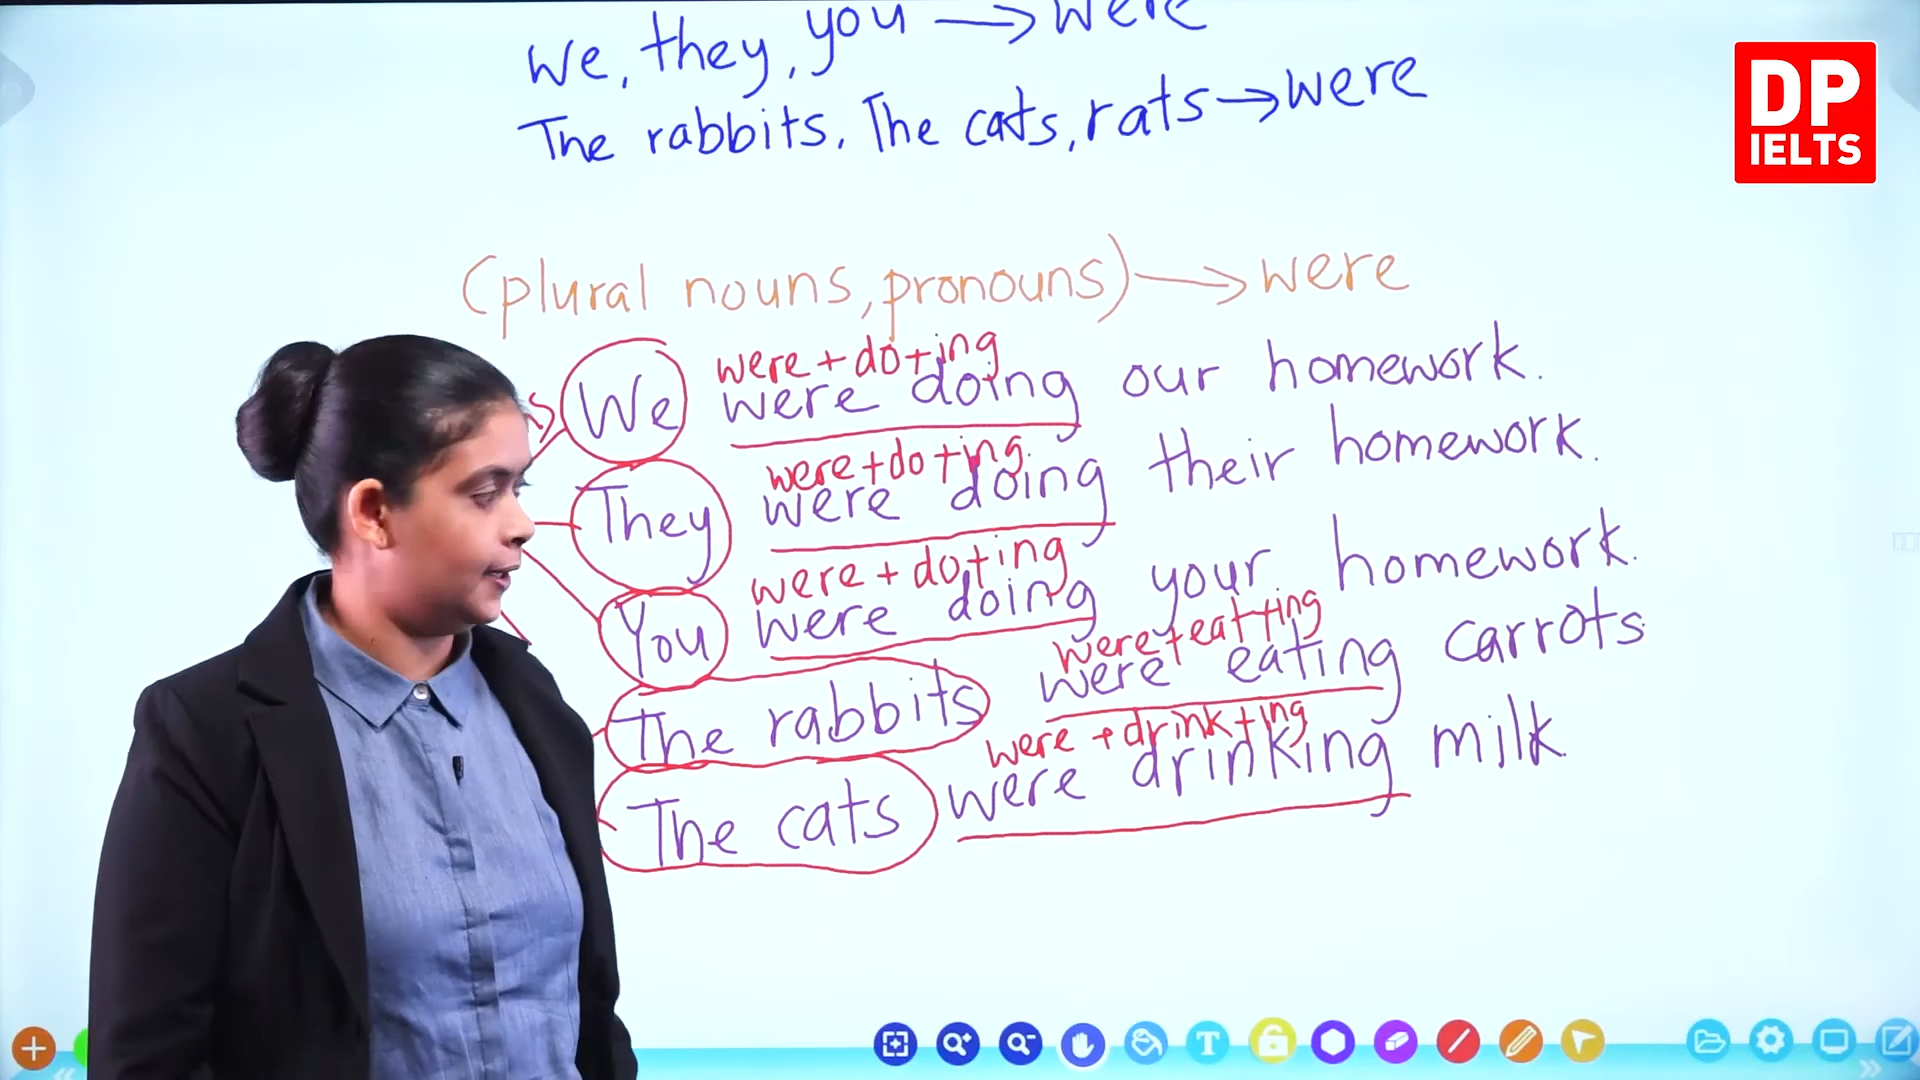 We, they, you → were
The rabbits. The cats, rats → were
DP
IELTS
(plural nouns, pronouns) → were
were + do + ing
We were doing our homework.
were + do + ing
They were doing their homework.
were + do + ing
You were doing your homework.
were + eat + ing
The rabbits were eating carrots
were + drink + ing
The cats were drinking milk
T